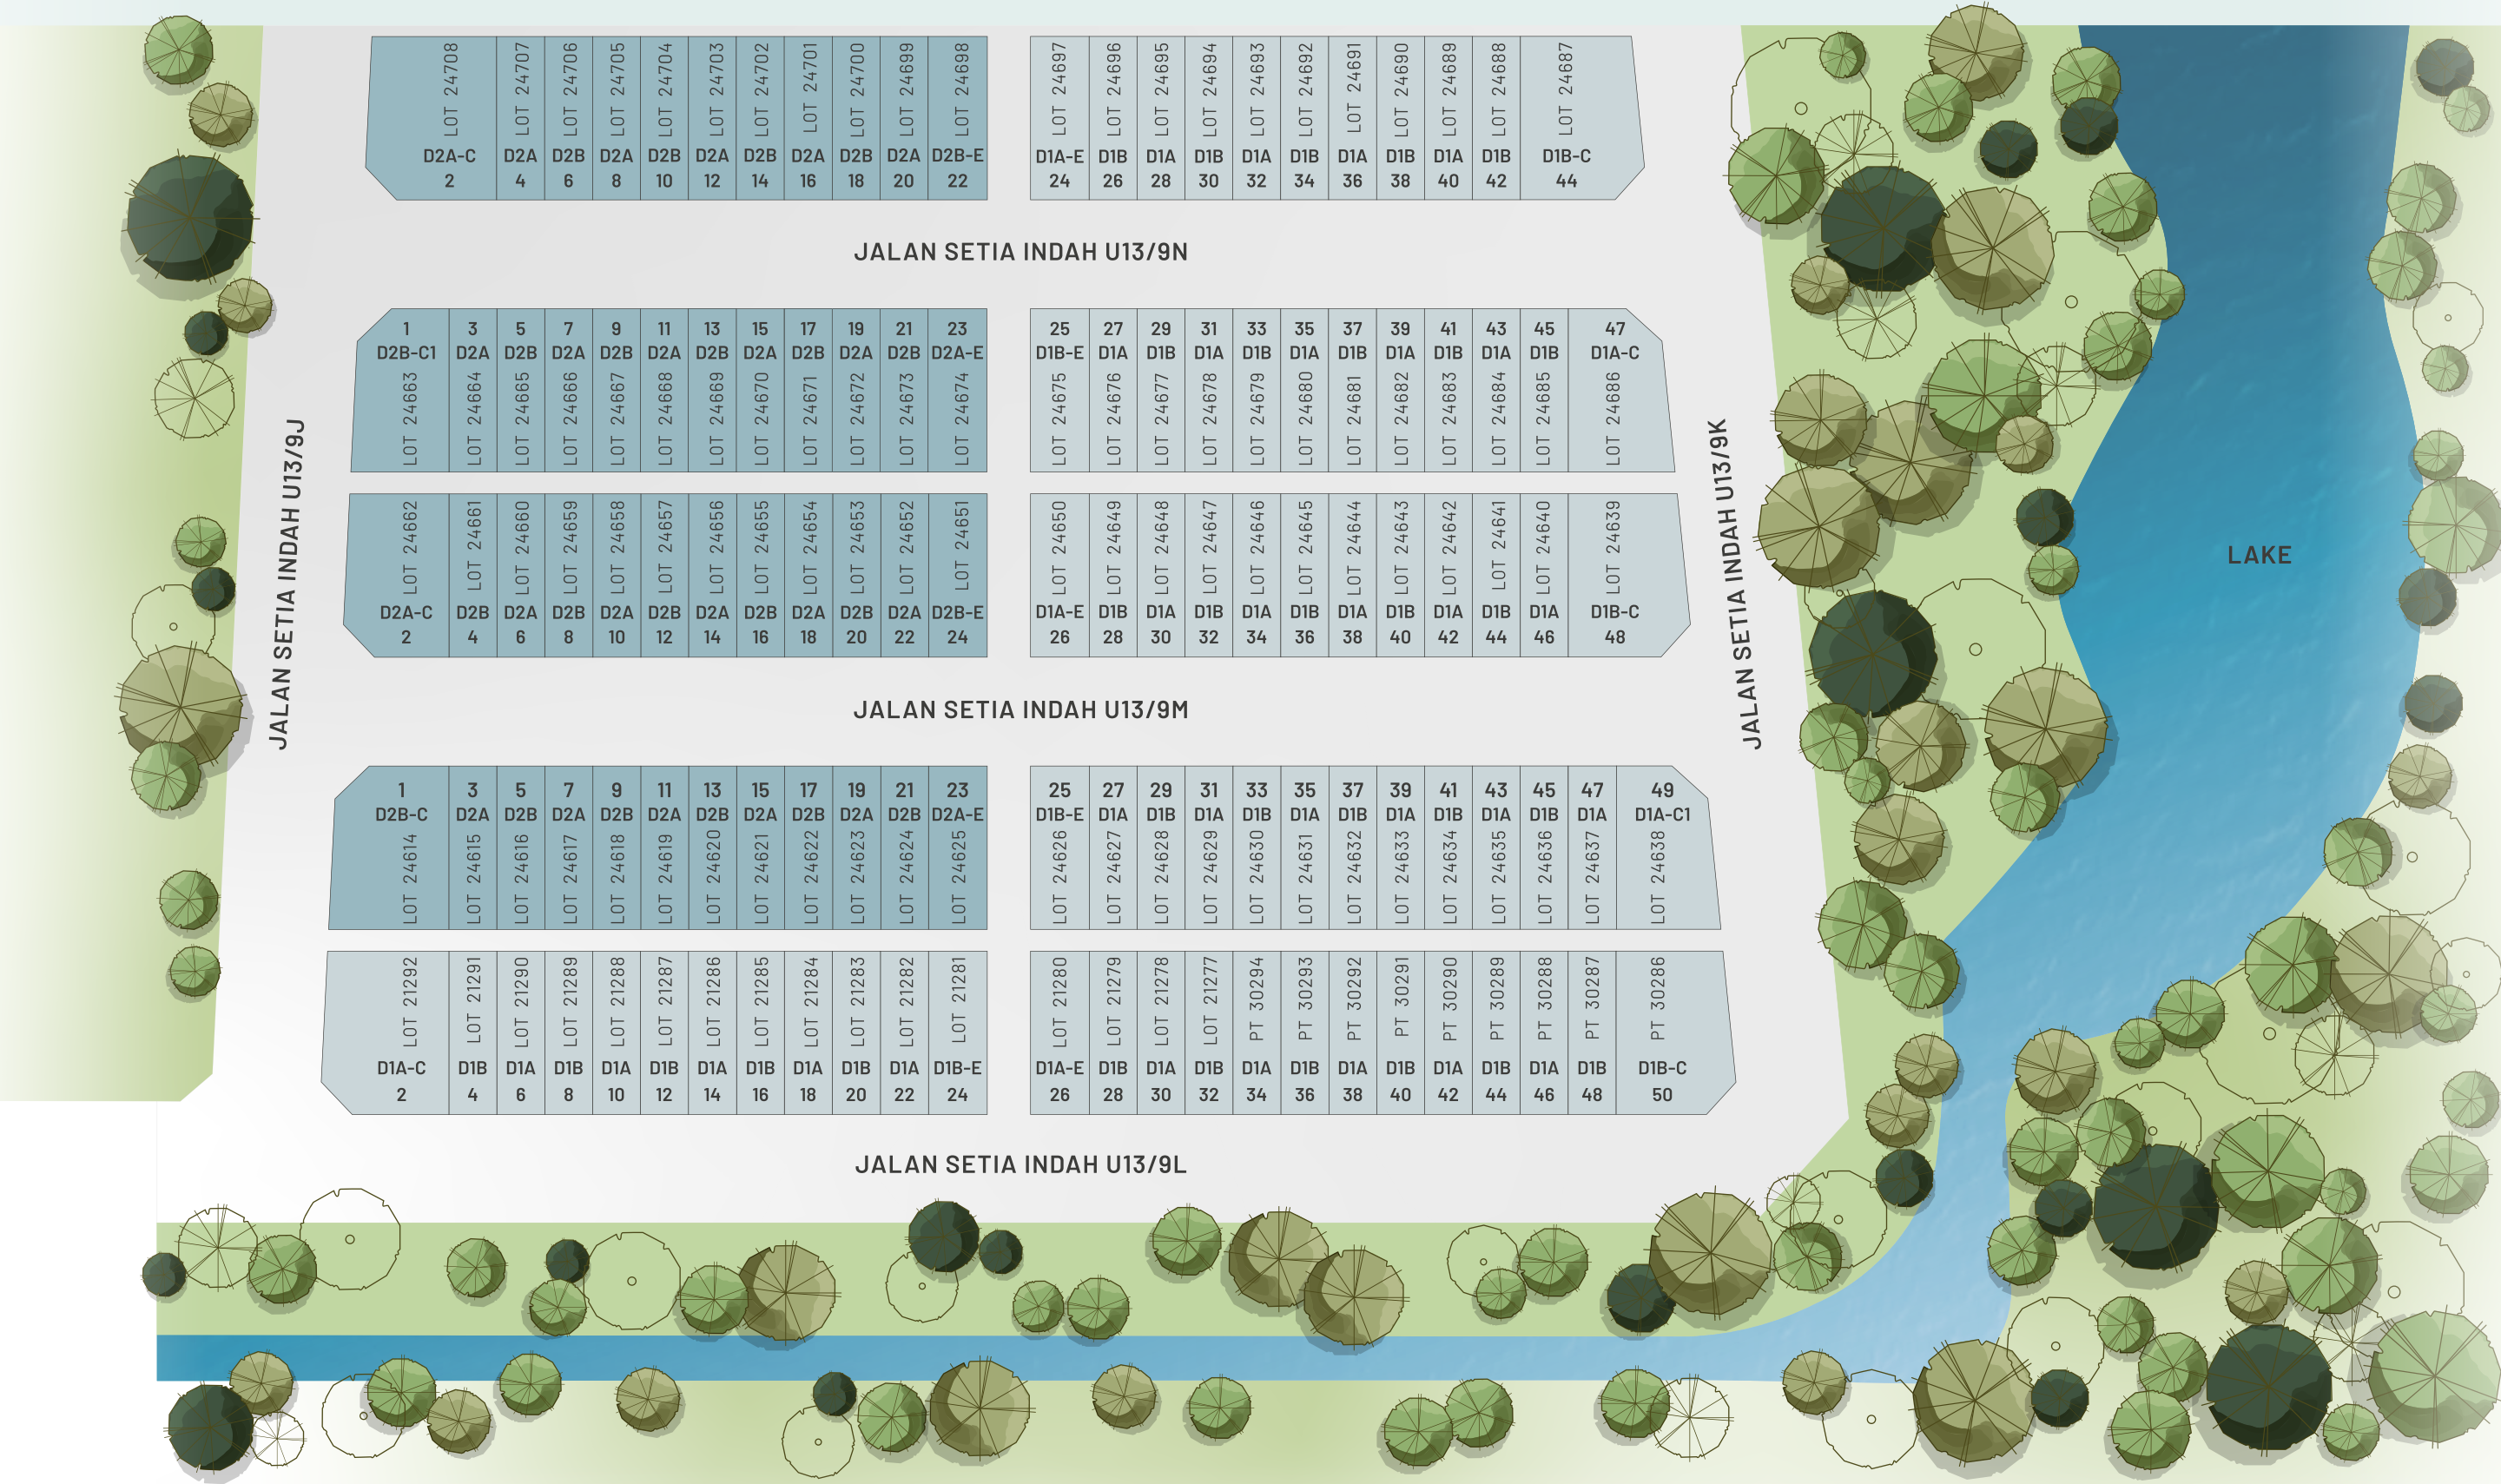 LOT 24708 LOT 24707 LOT 24706 LOT 24705 LOT 24704 LOT 24703 LOT 24702 LOT 24701 LOT 24700 LOT 24699 LOT 24698 LOT 24697 LOT 24696 LOT 24695 LOT 24694 LOT 24693 LOT 24692 LOT 24691 LOT 24690 LOT 24689 LOT 24688 LOT 24687
D2A-C D2A D2B D2A D2B D2A D2B D2A D2B D2A D2B-E D1A-E D1B D1A D1B D1A D1B D1A D1B D1A D1B D1B-C
2 4 6 8 10 12 14 16 18 20 22 24 26 28 30 32 34 36 38 40 42 44
JALAN SETIA INDAH U13/9N
1 3 5 7 9 11 13 15 17 19 21 23 25 27 29 31 33 35 37 39 41 43 45 47
D2B-C1 D2A D2B D2A D2B D2A D2B D2A D2B D2A D2B D2A-E D1B-E D1A D1B D1A D1B D1A D1B D1A D1B D1A D1B D1A-C
LOT 24663 LOT 24664 LOT 24665 LOT 24666 LOT 24667 LOT 24668 LOT 24669 LOT 24670 LOT 24671 LOT 24672 LOT 24673 LOT 24674 LOT 24675 LOT 24676 LOT 24677 LOT 24678 LOT 24679 LOT 24680 LOT 24681 LOT 24682 LOT 24683 LOT 24684 LOT 24685 LOT 24686
JALAN SETIA INDAH U13/9J
JALAN SETIA INDAH U13/9K
LAKE
LOT 24662 LOT 24661 LOT 24660 LOT 24659 LOT 24658 LOT 24657 LOT 24656 LOT 24655 LOT 24654 LOT 24653 LOT 24652 LOT 24651 LOT 24650 LOT 24649 LOT 24648 LOT 24647 LOT 24646 LOT 24645 LOT 24644 LOT 24643 LOT 24642 LOT 24641 LOT 24640 LOT 24639
D2A-C D2B D2A D2B D2A D2B D2A D2B D2A D2B D2A D2B-E D1A-E D1B D1A D1B D1A D1B D1A D1B D1A D1B D1A D1B-C
2 4 6 8 10 12 14 16 18 20 22 24 26 28 30 32 34 36 38 40 42 44 46 48
JALAN SETIA INDAH U13/9M
1 3 5 7 9 11 13 15 17 19 21 23 25 27 29 31 33 35 37 39 41 43 45 47 49
D2B-C D2A D2B D2A D2B D2A D2B D2A D2B D2A D2B D2A-E D1B-E D1A D1B D1A D1B D1A D1B D1A D1B D1A D1B D1A D1A-C1
LOT 24614 LOT 24615 LOT 24616 LOT 24617 LOT 24618 LOT 24619 LOT 24620 LOT 24621 LOT 24622 LOT 24623 LOT 24624 LOT 24625 LOT 24626 LOT 24627 LOT 24628 LOT 24629 LOT 24630 LOT 24631 LOT 24632 LOT 24633 LOT 24634 LOT 24635 LOT 24636 LOT 24637 LOT 24638
LOT 21292 LOT 21291 LOT 21290 LOT 21289 LOT 21288 LOT 21287 LOT 21286 LOT 21285 LOT 21284 LOT 21283 LOT 21282 LOT 21281 LOT 21280 LOT 21279 LOT 21278 LOT 21277 PT 30294 PT 30293 PT 30292 PT 30291 PT 30290 PT 30289 PT 30288 PT 30287 PT 30286
D1A-C D1B D1A D1B D1A D1B D1A D1B D1A D1B D1A D1B-E D1A-E D1B D1A D1B D1A D1B D1A D1B D1A D1B D1A D1B D1B-C
2 4 6 8 10 12 14 16 18 20 22 24 26 28 30 32 34 36 38 40 42 44 46 48 50
JALAN SETIA INDAH U13/9L